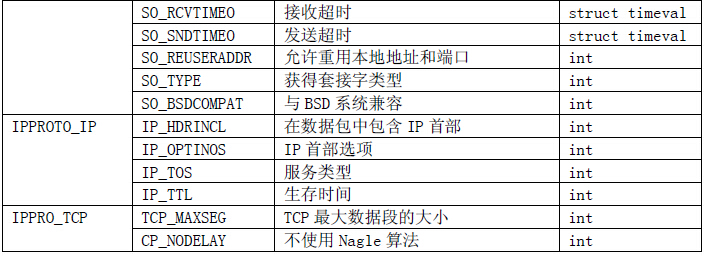 SO_RCVTIMEO 接收超时 struct timeval
SO_SNDTIMEO 发送超时 struct timeval
SO_REUSERADDR 允许重用本地地址和端口 int
SO_TYPE 获得套接字类型 int
SO_BSDCOMPAT 与 BSD 系统兼容 int
IPPROTO_IP IP_HDRINCL 在数据包中包含 IP 首部 int
IP_OPTINOS IP 首部选项 int
IP_TOS 服务类型 int
IP_TTL 生存时间 int
IPPRO_TCP TCP_MAXSEG TCP 最大数据段的大小 int
CP_NODELAY 不使用 Nagle 算法 int